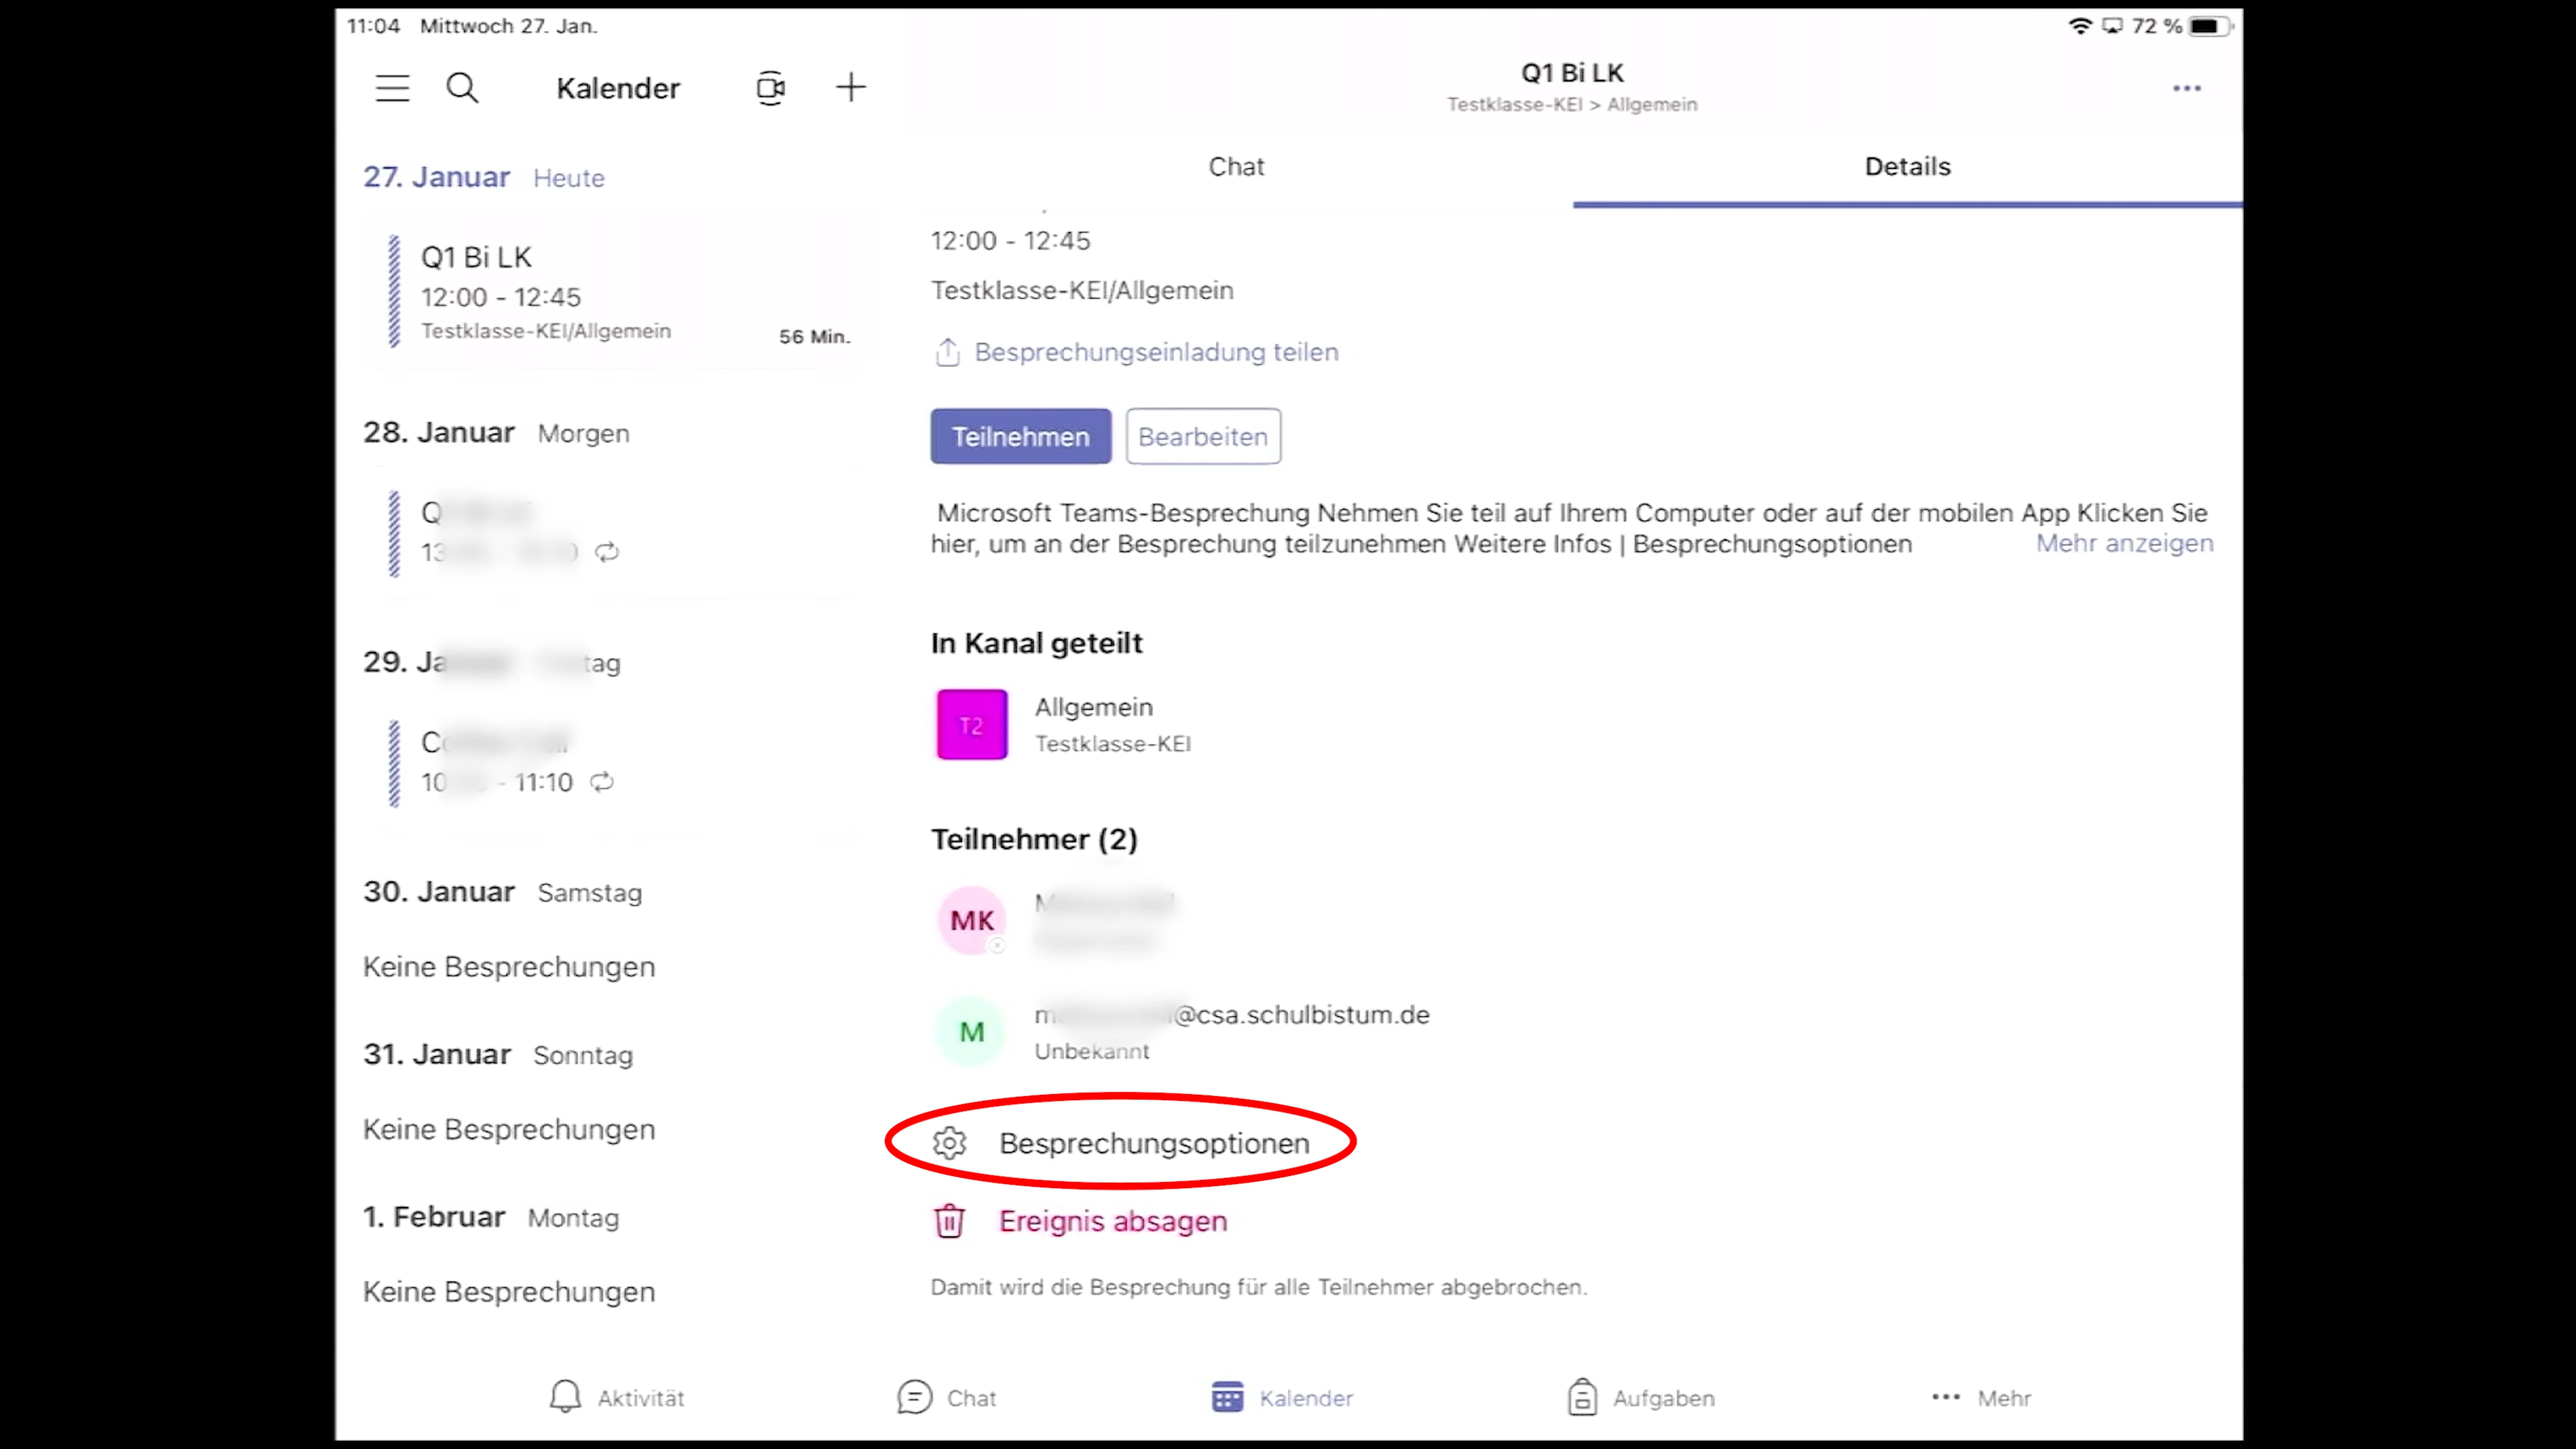 11:04 Mittwoch 27. Jan.
72 %
Kalender
27. Januar Heute
Q1 Bi LK
12:00 - 12:45
Testklasse-KEI/Allgemein
56 Min.
28. Januar Morgen
29.
Keine Besprechungen
30. Januar Samstag
Keine Besprechungen
31. Januar Sonntag
Keine Besprechungen
1. Februar Montag
Keine Besprechungen
Q1 Bi LK
Testklasse-KEI > Allgemein
Chat
Details
12:00 - 12:45
Testklasse-KEI/Allgemein
Besprechungseinladung teilen
Teilnehmen
Bearbeiten
Microsoft Teams-Besprechung Nehmen Sie teil auf Ihrem Computer oder auf der mobilen App Klicken Sie
hier, um an der Besprechung teilzunehmen Weitere Infos | Besprechungsoptionen
Mehr anzeigen
In Kanal geteilt
T2
Allgemein
Testklasse-KEI
Teilnehmer (2)
MK
M
@csa.schulbistum.de
Unbekannt
Besprechungsoptionen
Ereignis absagen
Damit wird die Besprechung für alle Teilnehmer abgebrochen.
Aktivität
Chat
Kalender
Aufgaben
Mehr